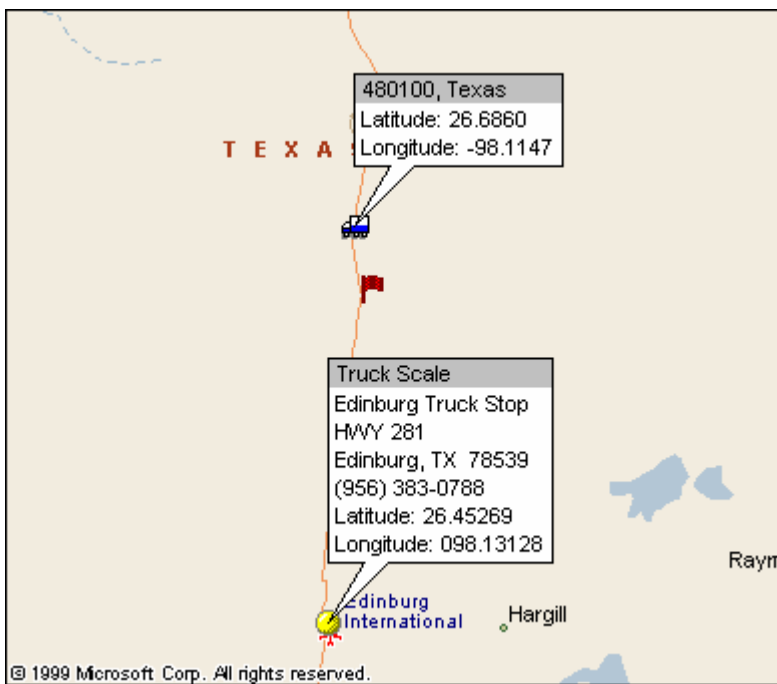 480100, Texas
Latitude: 26.6860
Longitude: -98.1147
T E X A S
Truck Scale
Edinburg Truck Stop
HWY 281
Edinburg, TX 78539
(956) 383-0788
Latitude: 26.45269
Longitude: 098.13128
Raym
Edinburg
International
Hargill
© 1999 Microsoft Corp. All rights reserved.